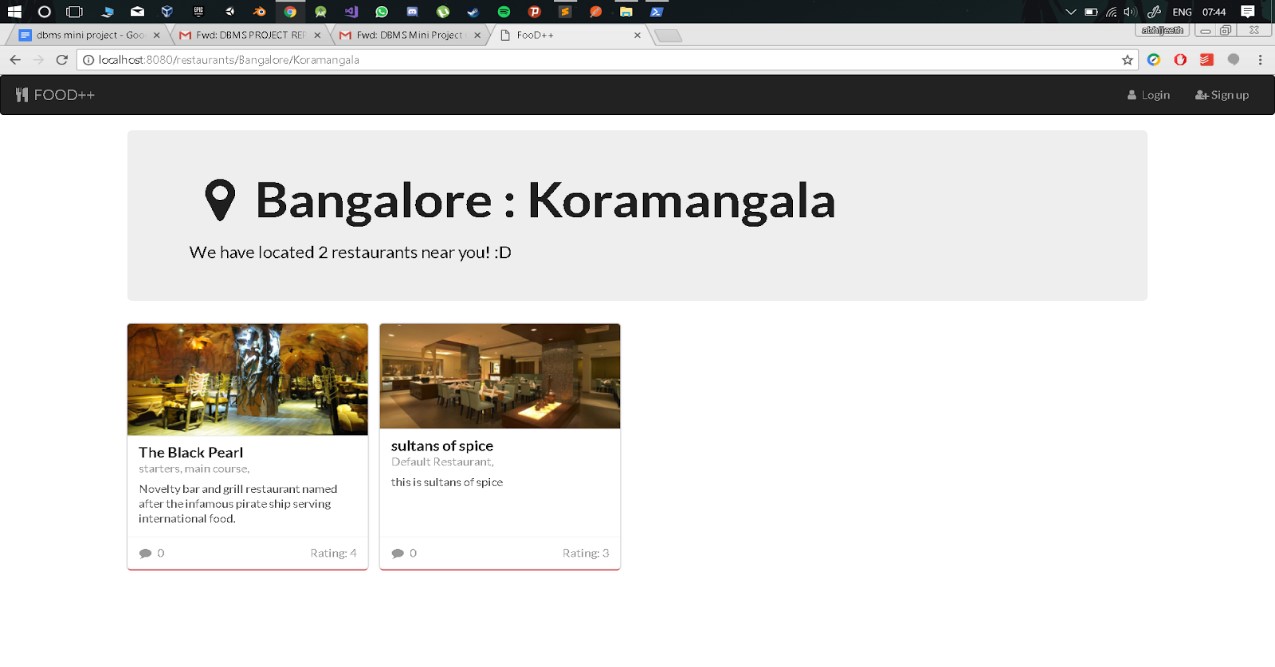 ENG 07:44
dbms mini project - Goo
Fwd: DBMS PROJECT REF
Fwd: DBMS Mini Project
FooD++
abhijeeth
localhost:8080/restaurants/Bangalore/Koramangala
FOOD++
Login
Sign up
Bangalore : Koramangala
We have located 2 restaurants near you! :D
The Black Pearl
starters, main course,
Novelty bar and grill restaurant named
after the infamous pirate ship serving
international food.
0
Rating: 4
sultans of spice
Default Restaurant,
this is sultans of spice
0
Rating: 3